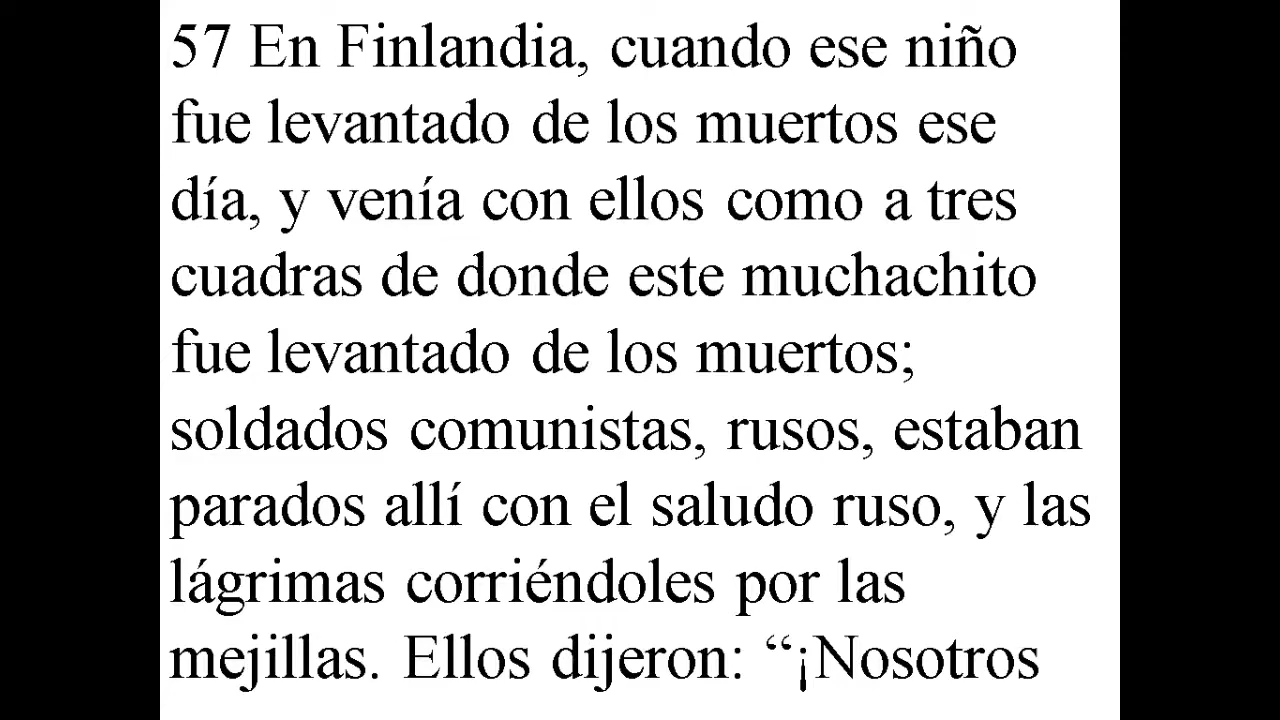 57 En Finlandia, cuando ese niño
fue levantado de los muertos ese
día, y venía con ellos como a tres
cuadras de donde este muchachito
fue levantado de los muertos;
soldados comunistas, rusos, estaban
parados allí con el saludo ruso, y las
lágrimas corriéndoles por las
mejillas. Ellos dijeron: “¡Nosotros